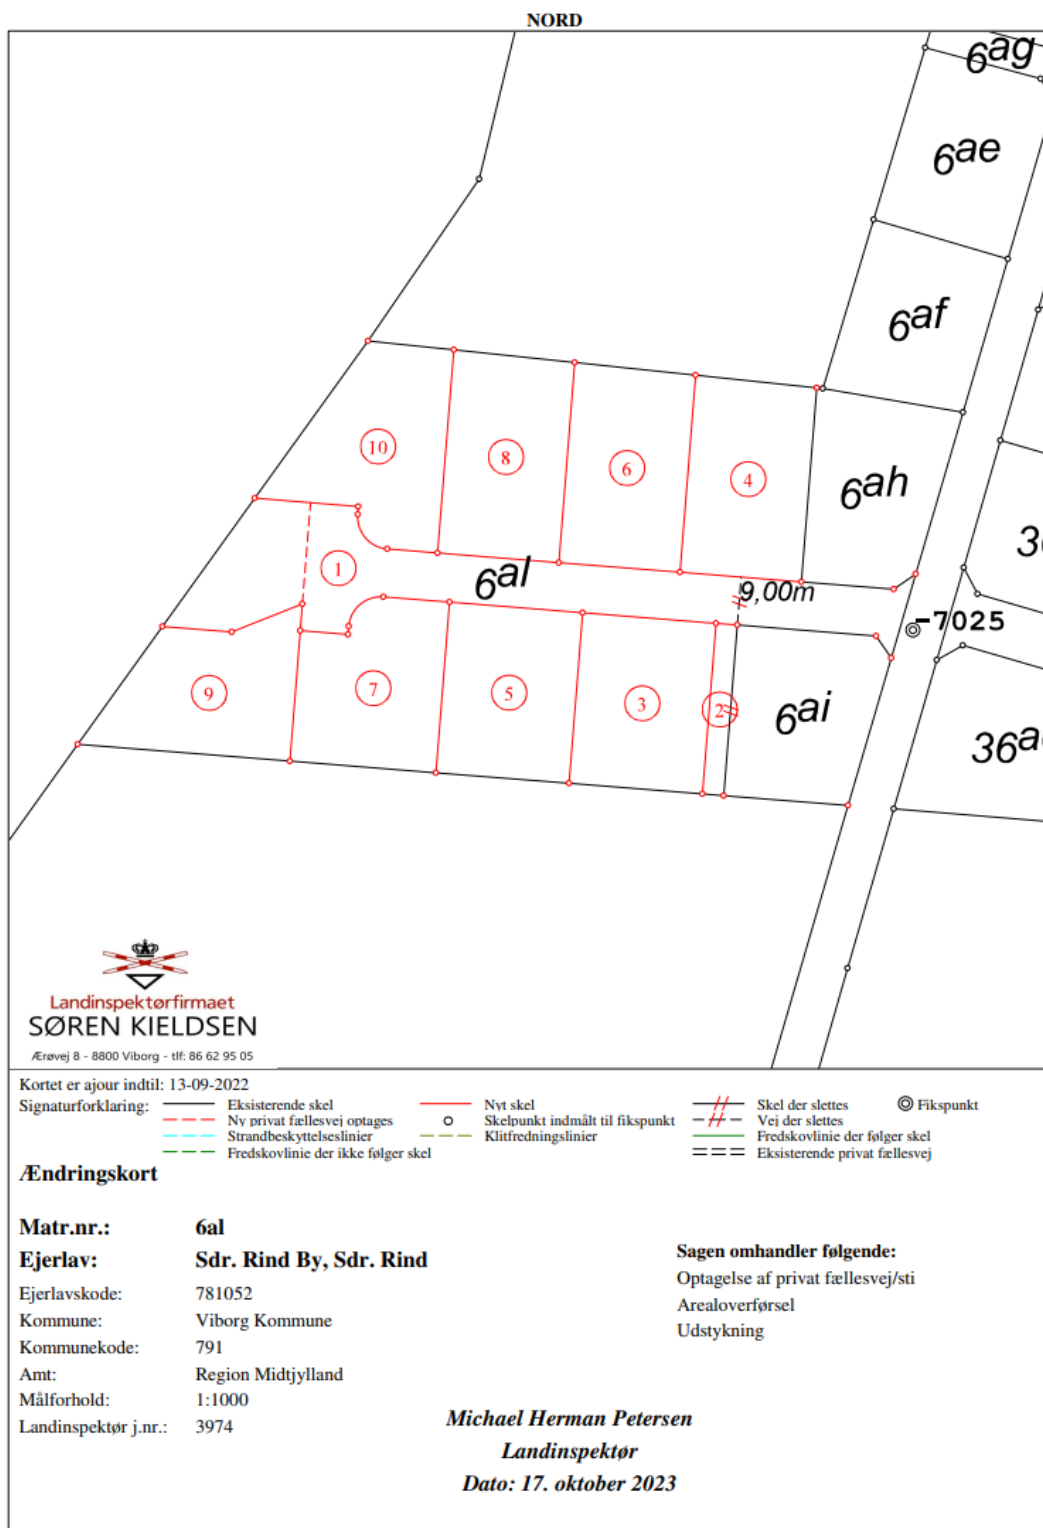 NORD
6ag
6ae
6af
6ah
10
8
6
4
1
6al
9,00m
36
7025
9
7
5
3
2
6ai
36a
Landinspektørfirmaet
SØREN KJELDSEN
Ærøvej 8 - 8800 Viborg - tlf: 86 62 95 05
Kortet er ajour indtil: 13-09-2022
Signaturforklaring:
Eksisterende skel
Nyt skel
Skel der slettes
Fikspunkt
Ny privat fællesvej optages
Skelpunkt indmålt til fikspunkt
Vej der slettes
Strandbeskyttelseslinier
Klitfredningslinier
Fredskovlinie der følger skel
Fredskovlinie der ikke følger skel
Eksisterende privat fællesvej
Ændringskort
Matr.nr.: 6al
Ejerlav: Sdr. Rind By, Sdr. Rind
Ejerlavskode: 781052
Kommune: Viborg Kommune
Kommunekode: 791
Amt: Region Midtjylland
Målforhold: 1:1000
Landinspektør j.nr.: 3974
Sagen omhandler følgende:
Optagelse af privat fællesvej/sti
Arealoverførsel
Udstykning
Michael Herman Petersen
Landinspektør
Dato: 17. oktober 2023